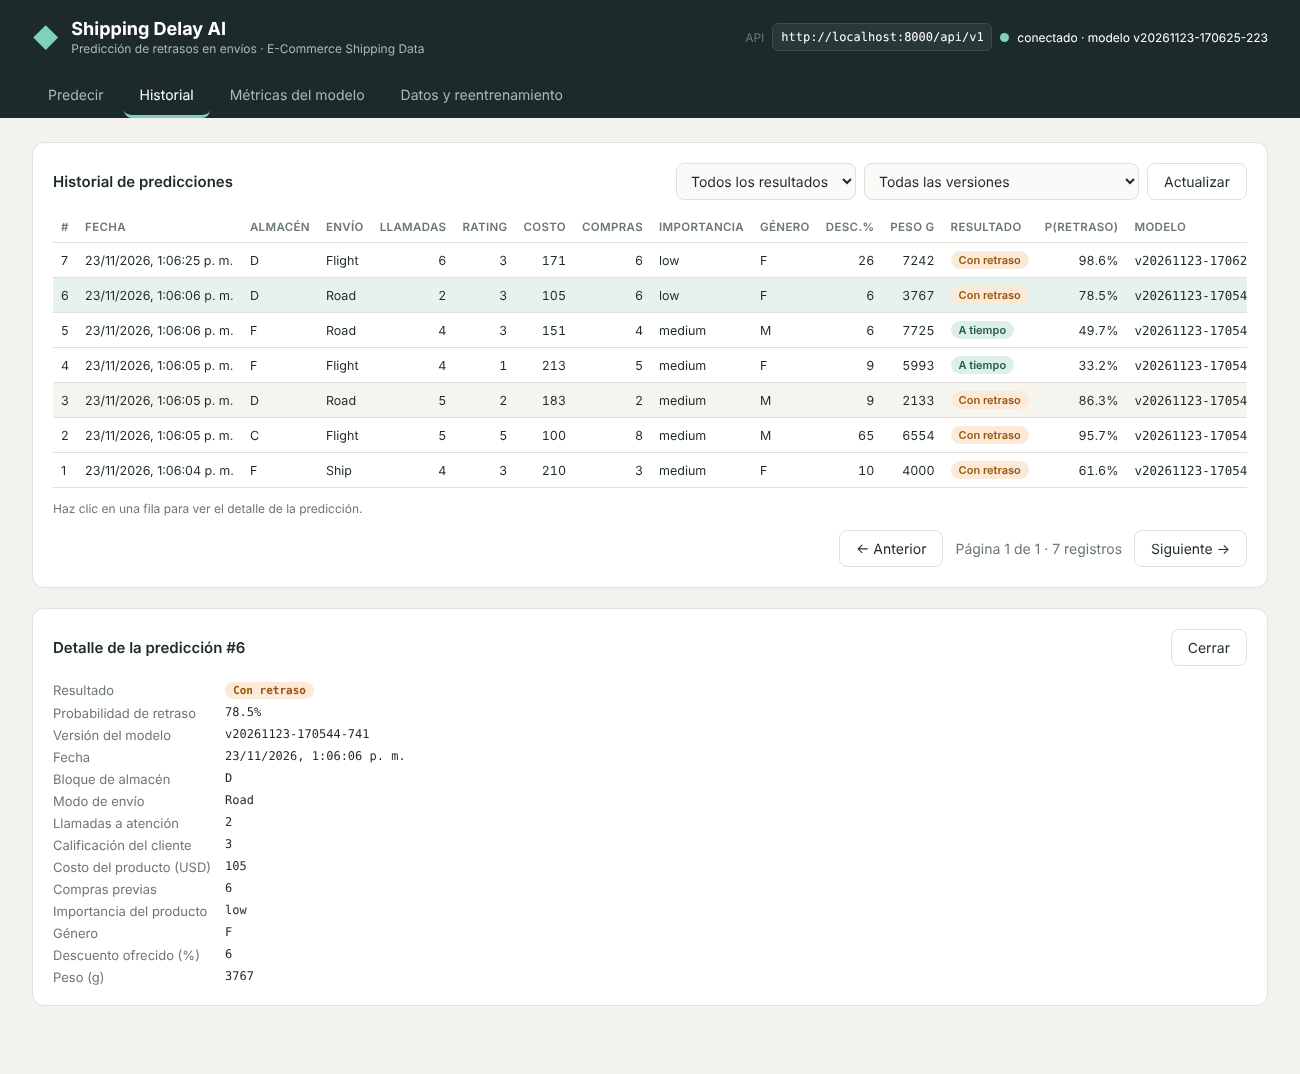 Shipping Delay AI
Predicción de retrasos en envíos · E-Commerce Shipping Data
API http://localhost:8000/api/v1 conectado · modelo v20261123-170625-223
Predecir Historial Métricas del modelo Datos y reentrenamiento
Historial de predicciones Todos los resultados Todas las versiones Actualizar
# FECHA ALMACÉN ENVÍO LLAMADAS RATING COSTO COMPRAS IMPORTANCIA GÉNERO DESC.% PESO G RESULTADO P(RETRASO) MODELO
7 23/11/2026, 1:06:25 p. m. D Flight 6 3 171 6 low F 26 7242 Con retraso 98.6% v20261123-17062
6 23/11/2026, 1:06:06 p. m. D Road 2 3 105 6 low F 6 3767 Con retraso 78.5% v20261123-17054
5 23/11/2026, 1:06:06 p. m. F Road 4 3 151 4 medium M 6 7725 A tiempo 49.7% v20261123-17054
4 23/11/2026, 1:06:05 p. m. F Flight 4 1 213 5 medium F 9 5993 A tiempo 33.2% v20261123-17054
3 23/11/2026, 1:06:05 p. m. D Road 5 2 183 2 medium M 9 2133 Con retraso 86.3% v20261123-17054
2 23/11/2026, 1:06:05 p. m. C Flight 5 5 100 8 medium M 65 6554 Con retraso 95.7% v20261123-17054
1 23/11/2026, 1:06:04 p. m. F Ship 4 3 210 3 medium F 10 4000 Con retraso 61.6% v20261123-17054
Haz clic en una fila para ver el detalle de la predicción.
← Anterior Página 1 de 1 · 7 registros Siguiente →
Detalle de la predicción #6 Cerrar
Resultado Con retraso
Probabilidad de retraso 78.5%
Versión del modelo v20261123-170544-741
Fecha 23/11/2026, 1:06:06 p. m.
Bloque de almacén D
Modo de envío Road
Llamadas a atención 2
Calificación del cliente 3
Costo del producto (USD) 105
Compras previas 6
Importancia del producto low
Género F
Descuento ofrecido (%) 6
Peso (g) 3767